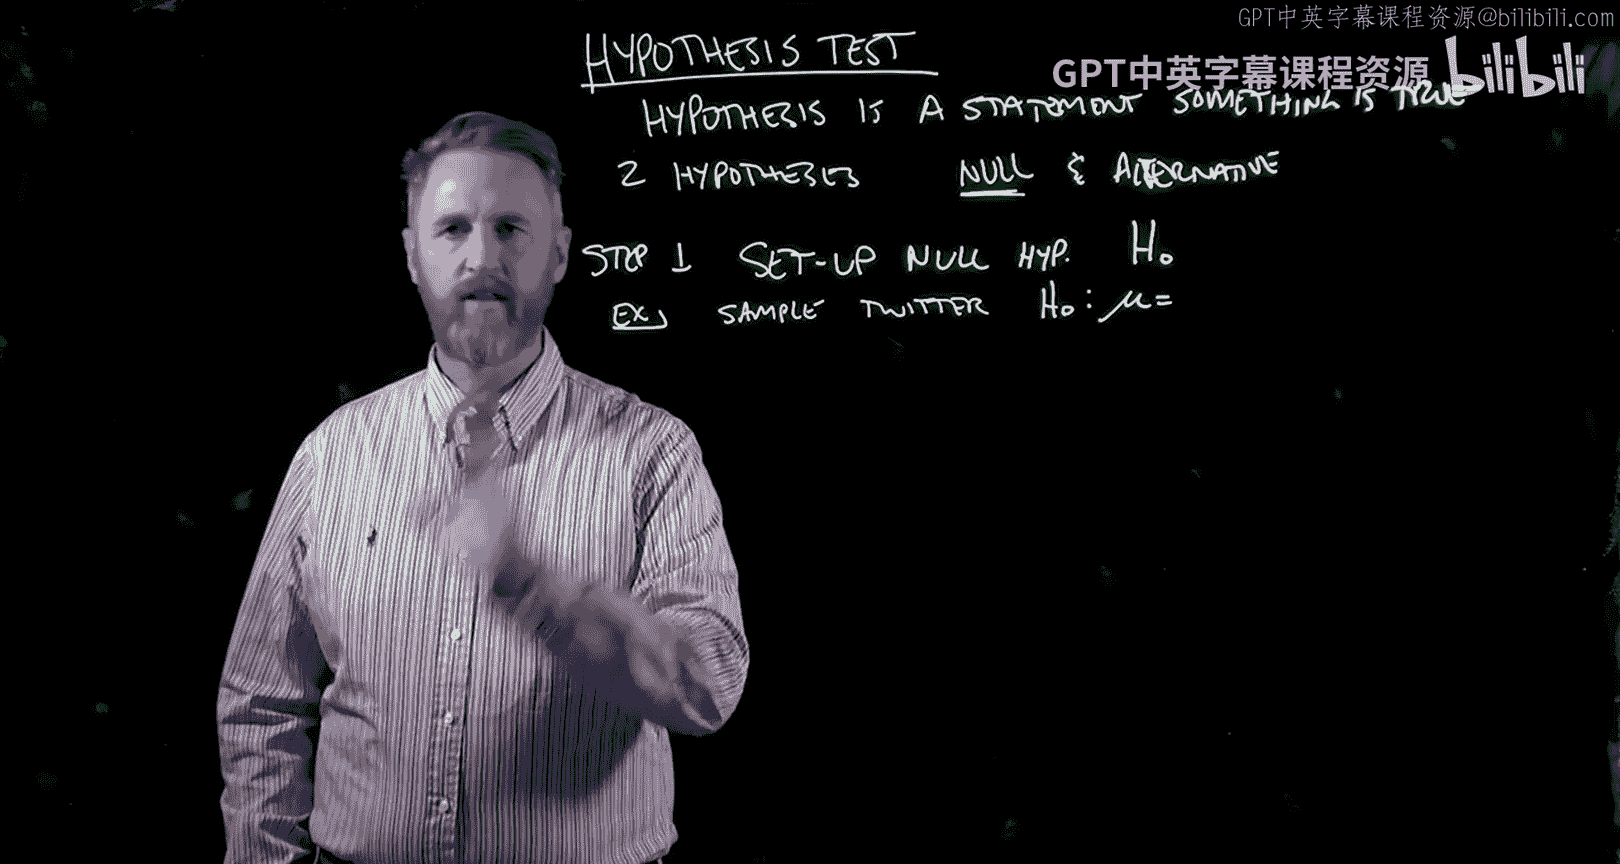 GPT中英字幕课程资源@bilibili.com
GPT中英字幕课程资源 bilibili
HYPOTHESIS TEST
HYPOTHESIS IS A STATEMENT SOMETHING IS TRUE
2 HYPOTHESES NULL & ALTERNATIVE
STEP 1 SET-UP NULL HYP. H₀
EX, SAMPLE TWITTER H₀: μ=